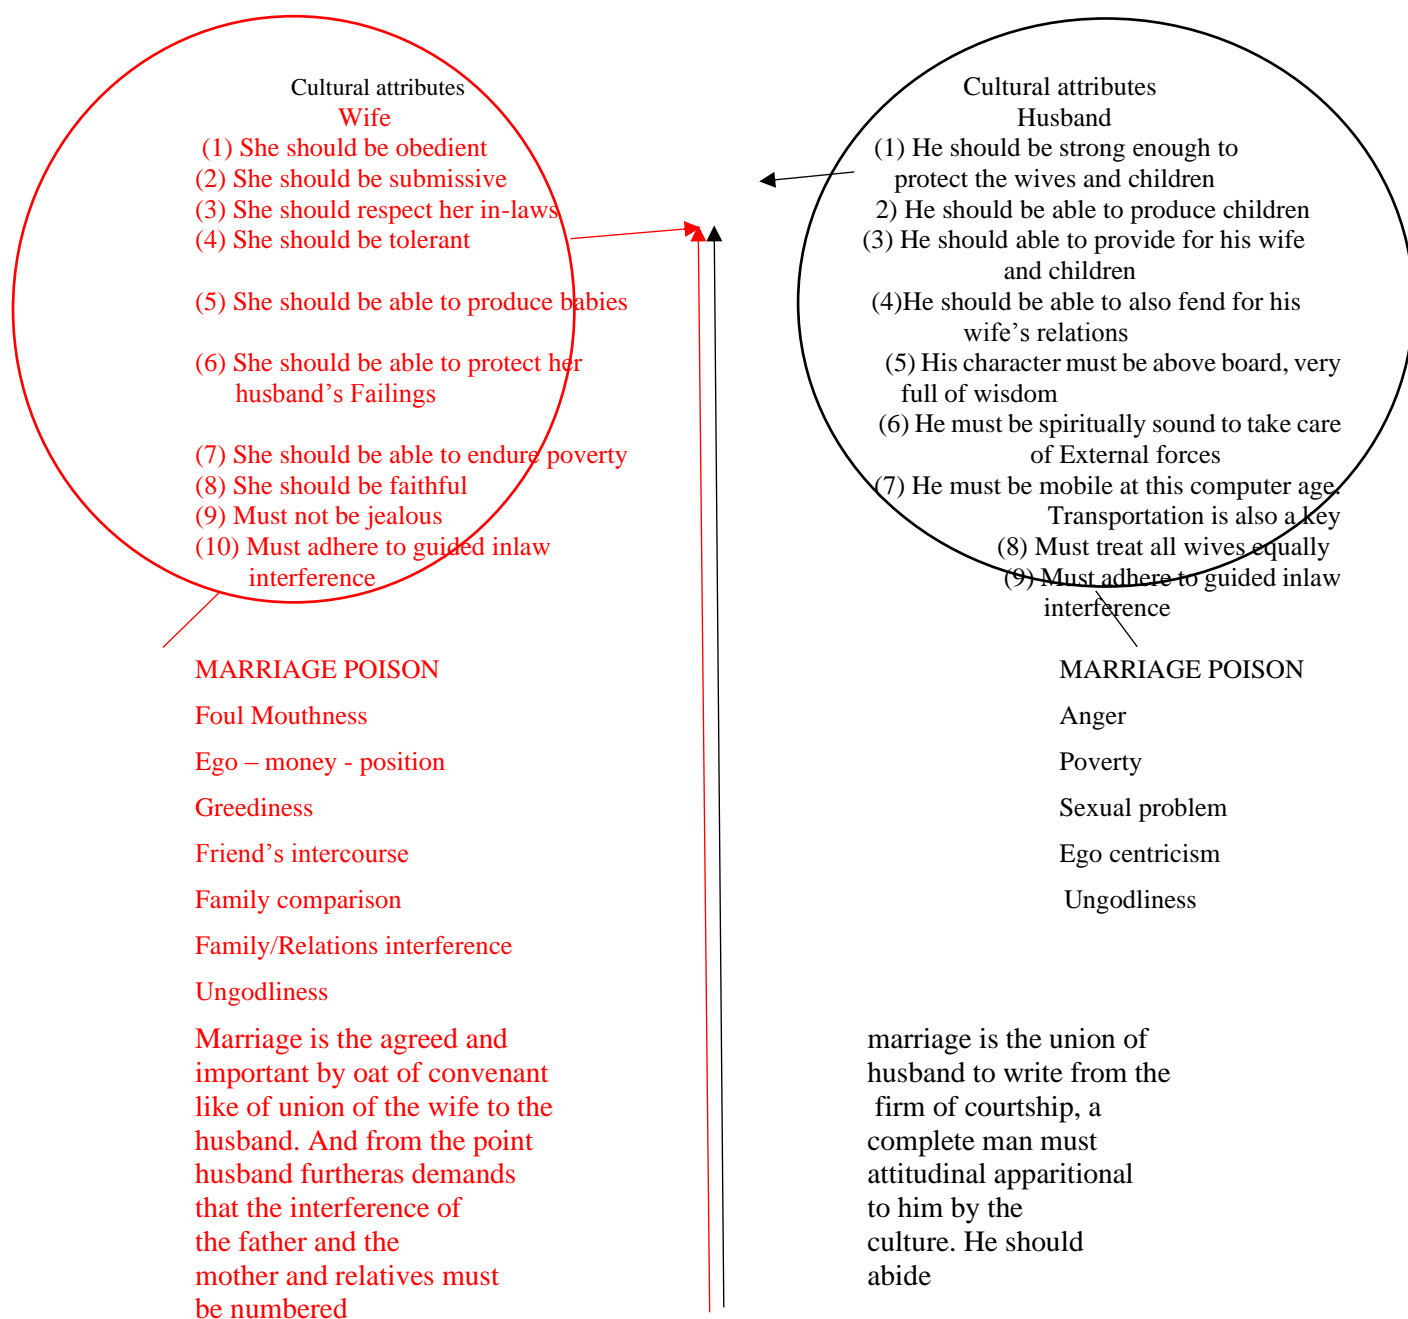 Cultural attributes
Wife
(1) She should be obedient
(2) She should be submissive
(3) She should respect her in-laws
(4) She should be tolerant
(5) She should be able to produce babies
(6) She should be able to protect her
husband’s Failings
(7) She should be able to endure poverty
(8) She should be faithful
(9) Must not be jealous
(10) Must adhere to guided inlaw
interference
MARRIAGE POISON
Foul Mouthness
Ego – money - position
Greediness
Friend’s intercourse
Family comparison
Family/Relations interference
Ungodliness
Marriage is the agreed and
important by oat of convenant
like of union of the wife to the
husband. And from the point
husband furtheras demands
that the interference of
the father and the
mother and relatives must
be numbered
Cultural attributes
Husband
(1) He should be strong enough to
protect the wives and children
2) He should be able to produce children
(3) He should able to provide for his wife
and children
(4)He should be able to also fend for his
wife’s relations
(5) His character must be above board, very
full of wisdom
(6) He must be spiritually sound to take care
of External forces
(7) He must be mobile at this computer age.
Transportation is also a key
(8) Must treat all wives equally
(9) Must adhere to guided inlaw
interference
MARRIAGE POISON
Anger
Poverty
Sexual problem
Ego centricism
Ungodliness
marriage is the union of
husband to write from the
firm of courtship, a
complete man must
attitudinal apparitional
to him by the
culture. He should
abide